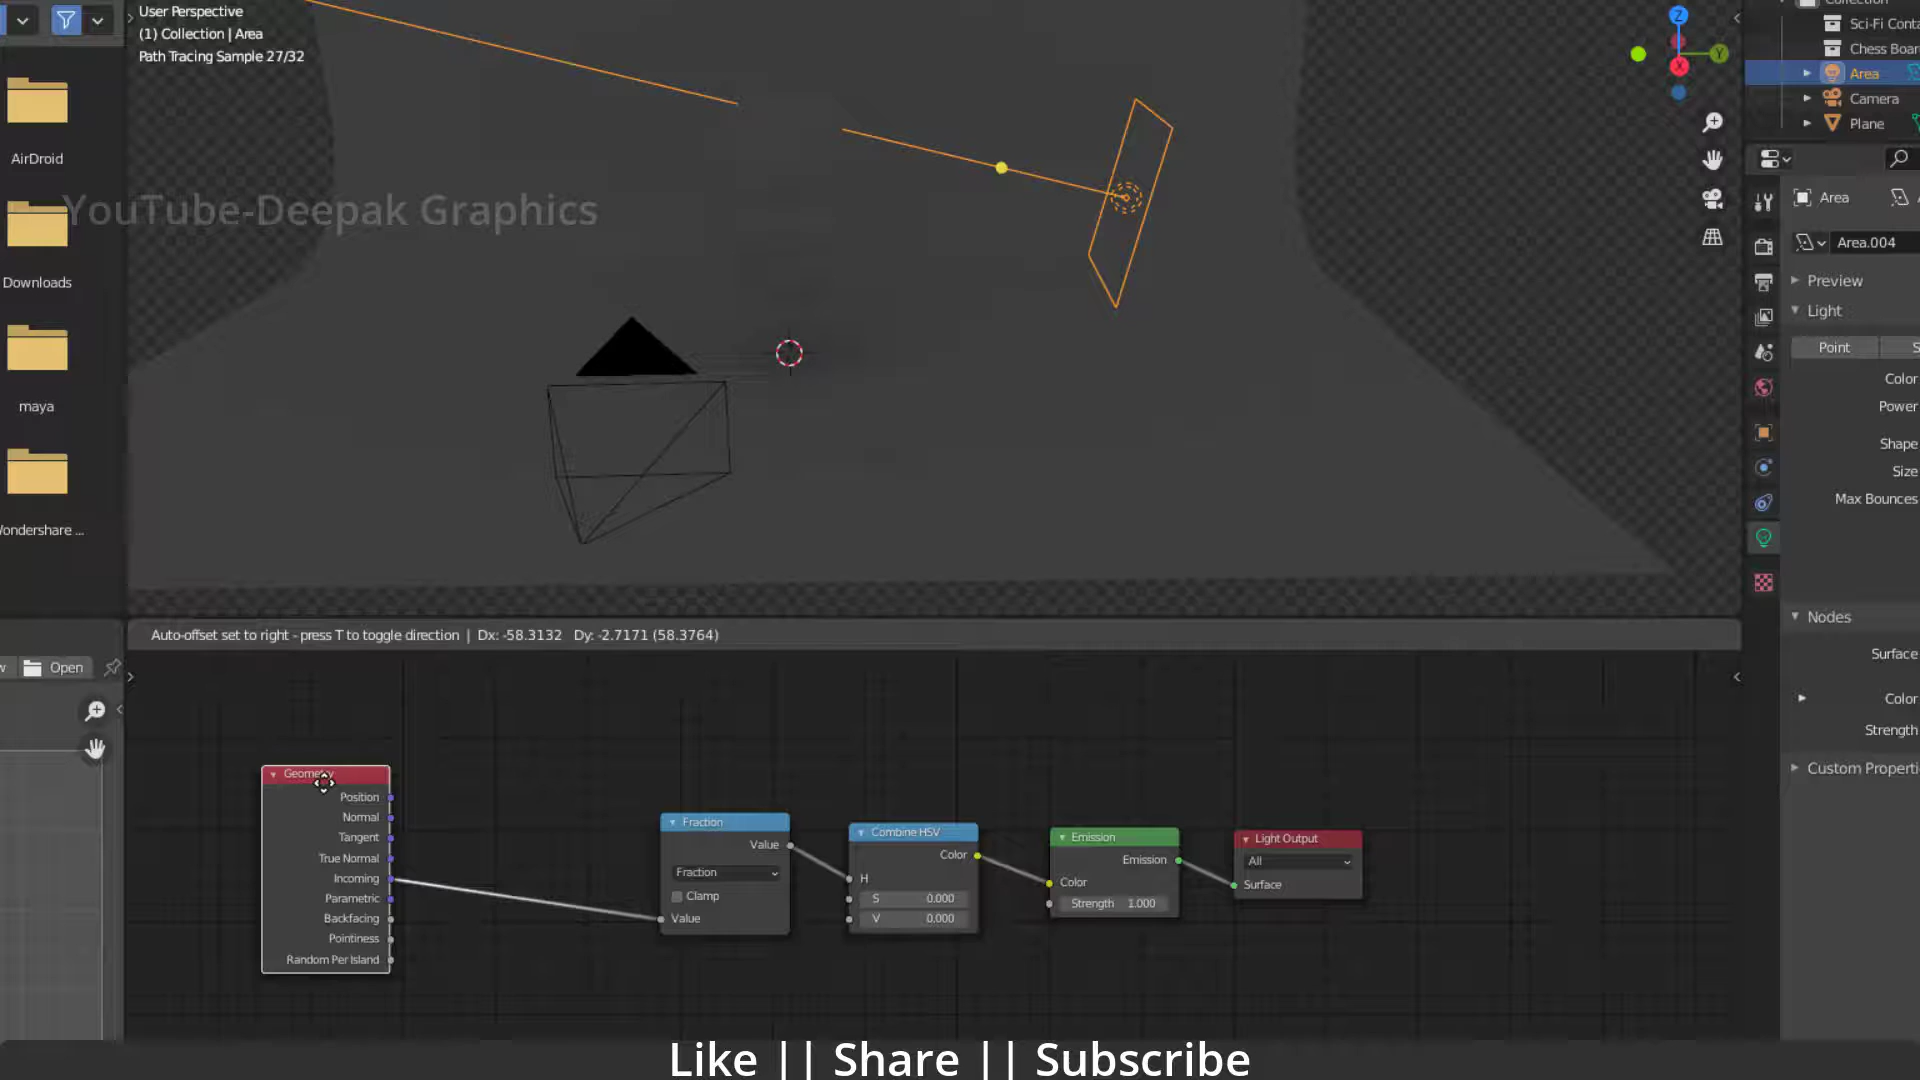 User Perspective
(1) Collection | Area
Path Tracing Sample 27/32
AirDroid
Downloads
maya
YouTube-Deepak Graphics
Z
Y
X
Collection
Sci-Fi Conta
Chess Boar
Area
Camera
Plane
Area
Area.004
Preview
Light
Point
S
Color
Power
Shape
Size
Max Bounces
Nodes
Surface
Color
Strength
Custom Properti
Auto-offset set to right - press T to toggle direction | Dx: -58.3132 Dy: -2.7171 (58.3764)
Open
Geometry
Position
Normal
Tangent
True Normal
Incoming
Parametric
Backfacing
Pointiness
Random Per Island
Fraction
Value
Fraction
Clamp
Value
Combine HSV
Color
H
S 0.000
V 0.000
Emission
Emission
Color
Strength 1.000
Light Output
All
Surface
Like || Share || Subscribe